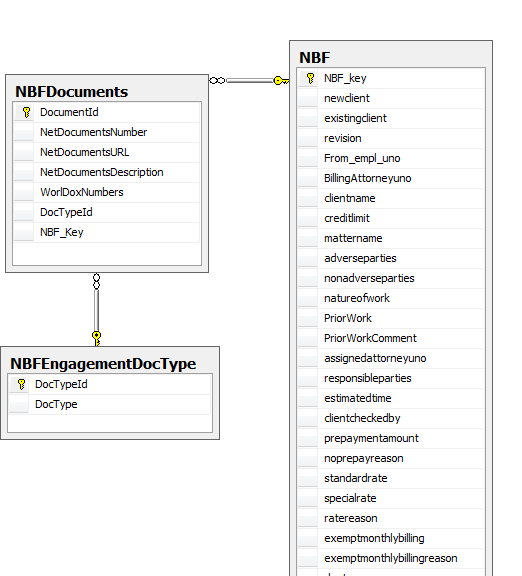 NBFDocuments
DocumentId
NetDocumentsNumber
NetDocumentsURL
NetDocumentsDescription
WorlDoxNumbers
DocTypeId
NBF_Key
NBFEngagementDocType
DocTypeId
DocType
NBF
NBF_key
newclient
existingclient
revision
From_empl_uno
BillingAttorneyuno
clientname
creditlimit
mattername
adverseparties
nonadverseparties
natureofwork
PriorWork
PriorWorkComment
assignedattorneyuno
responsibleparties
estimatedtime
clientcheckedby
prepaymentamount
noprepayreason
standardrate
specialrate
ratereason
exemptmonthlybilling
exemptmonthlybillingreason